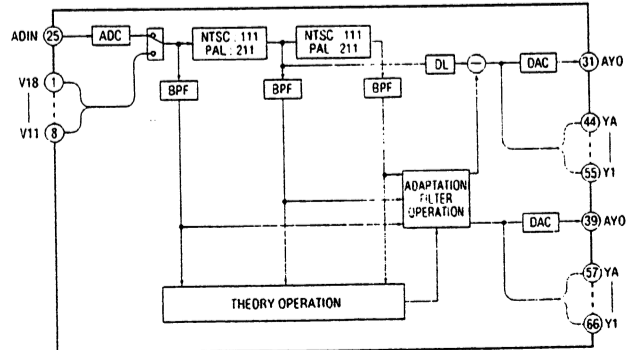 ADIN 25
ADC
NTSC . 111
PAL : 211
NTSC : 111
PAL 211
BPF
BPF
BPF
DL
DAC
31 AYO
V18 1
V11 8
44 YA
55 Y1
ADAPTATION
FILTER
OPERATION
DAC
39 AYO
57 YA
66 Y1
THEORY OPERATION